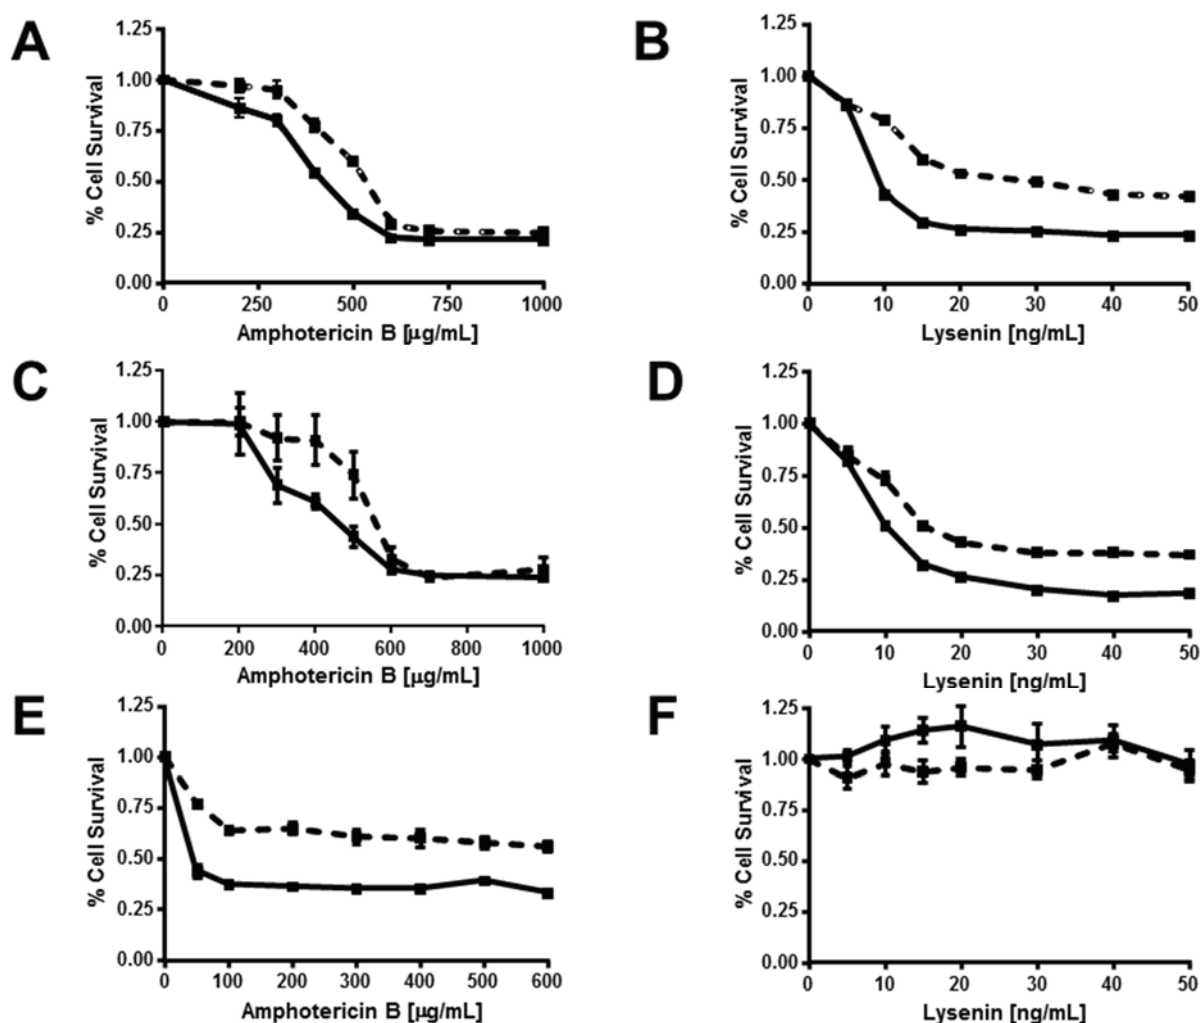 A
% Cell Survival
1.25
1.00
0.75
0.50
0.25
0.00
0 250 500 750 1000
Amphotericin B [μg/mL]
B
% Cell Survival
1.25
1.00
0.75
0.50
0.25
0.00
0 10 20 30 40 50
Lysenin [ng/mL]
C
% Cell Survival
1.25
1.00
0.75
0.50
0.25
0.00
0 200 400 600 800 1000
Amphotericin B [μg/mL]
D
% Cell Survival
1.25
1.00
0.75
0.50
0.25
0.00
0 10 20 30 40 50
Lysenin [ng/mL]
E
% Cell Survival
1.25
1.00
0.75
0.50
0.25
0.00
0 100 200 300 400 500 600
Amphotericin B [μg/mL]
F
% Cell Survival
1.25
1.00
0.75
0.50
0.25
0.00
0 10 20 30 40 50
Lysenin [ng/mL]